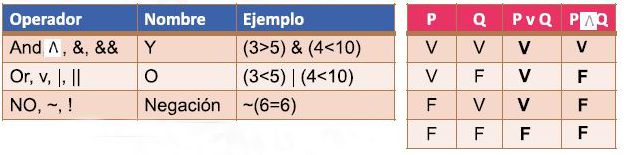 Operador Nombre Ejemplo
And Λ, &, && Y (3>5) & (4<10)
Or, v, |, || O (3<5) | (4<10)
NO, ~, ! Negación ~(6=6)
P Q P v Q P Λ Q
V V V V
V F V F
F V V F
F F F F